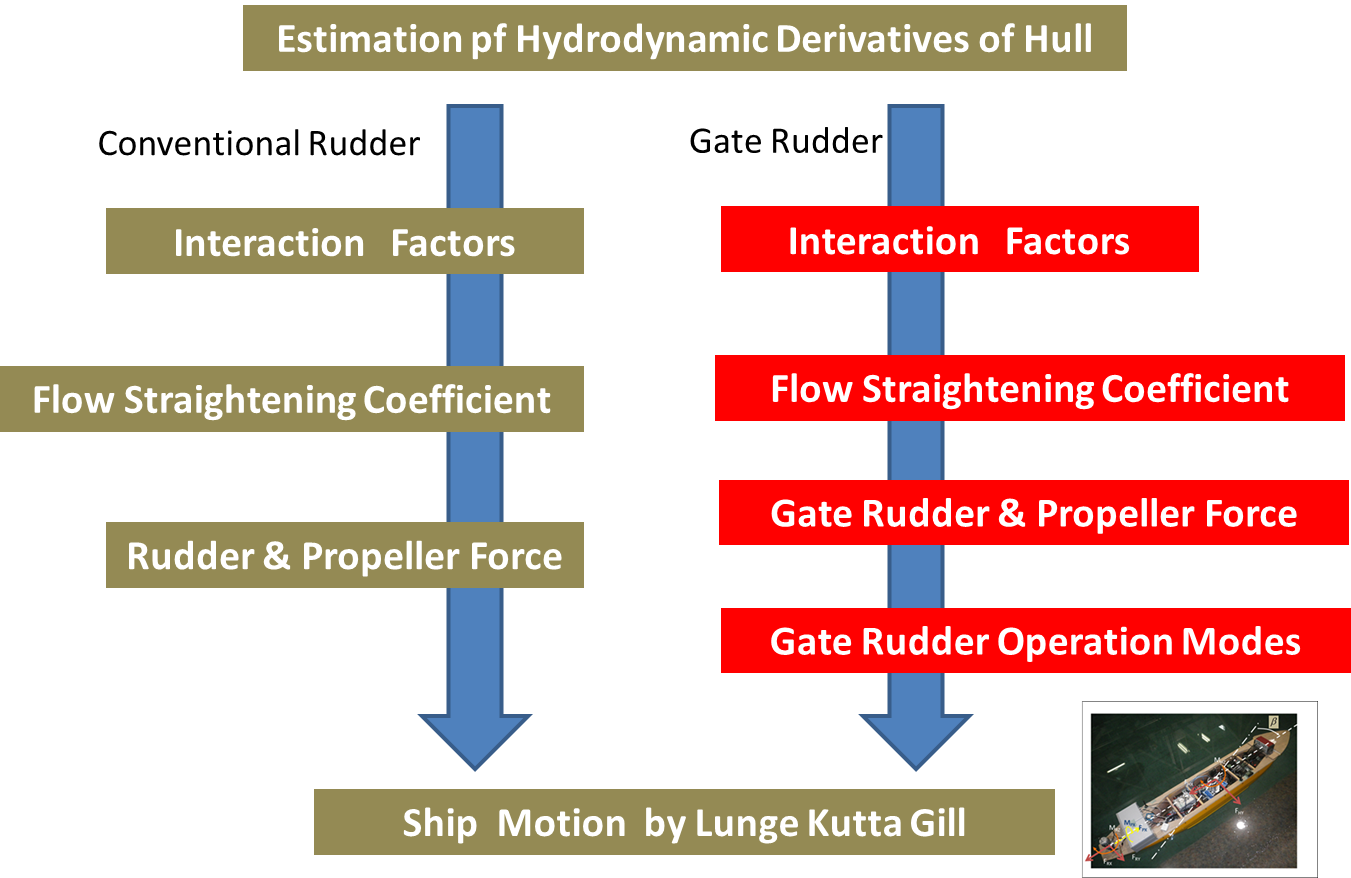 Estimation pf Hydrodynamic Derivatives of Hull
Conventional Rudder
Gate Rudder
Interaction Factors
Interaction Factors
Flow Straightening Coefficient
Flow Straightening Coefficient
Gate Rudder & Propeller Force
Rudder & Propeller Force
Gate Rudder Operation Modes
Ship Motion by Lunge Kutta Gill
β